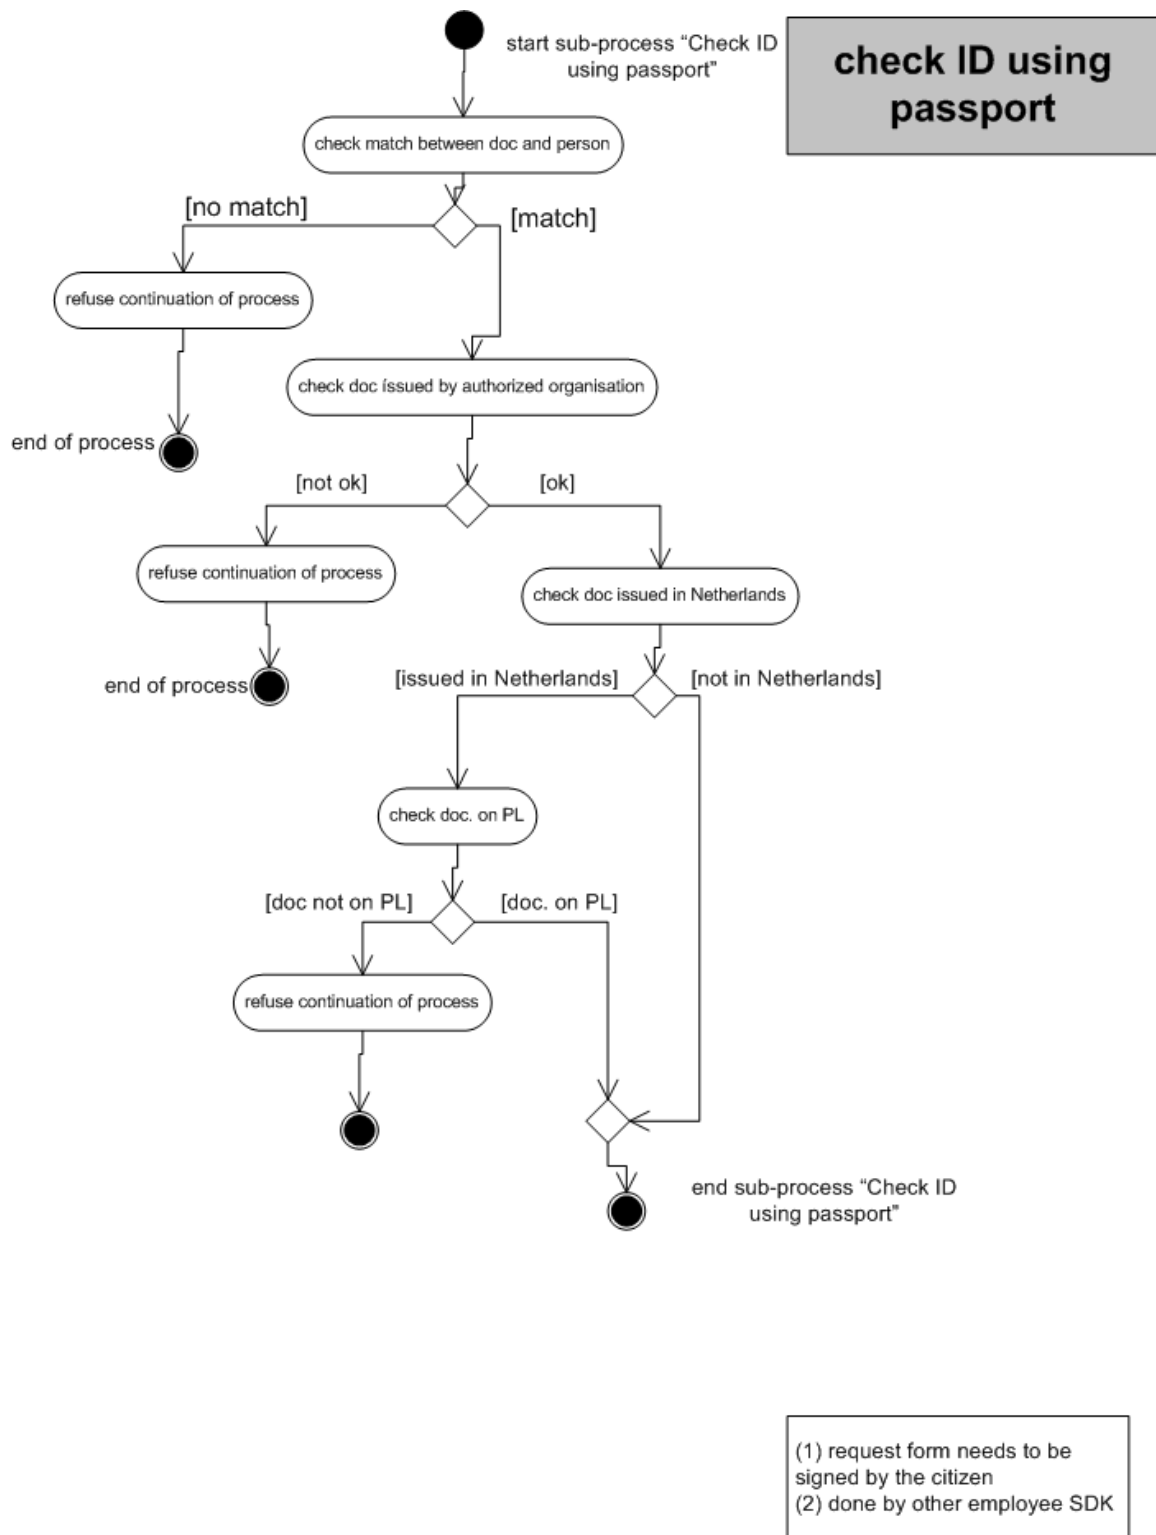 start sub-process “Check ID
using passport”
check ID using
passport
check match between doc and person
[no match]
[match]
refuse continuation of process
check doc íssued by authorized organisation
end of process
[not ok]
[ok]
refuse continuation of process
check doc issued in Netherlands
end of process
[issued in Netherlands]
[not in Netherlands]
check doc. on PL
[doc not on PL]
[doc. on PL]
refuse continuation of process
end sub-process “Check ID
using passport”
(1) request form needs to be
signed by the citizen
(2) done by other employee SDK